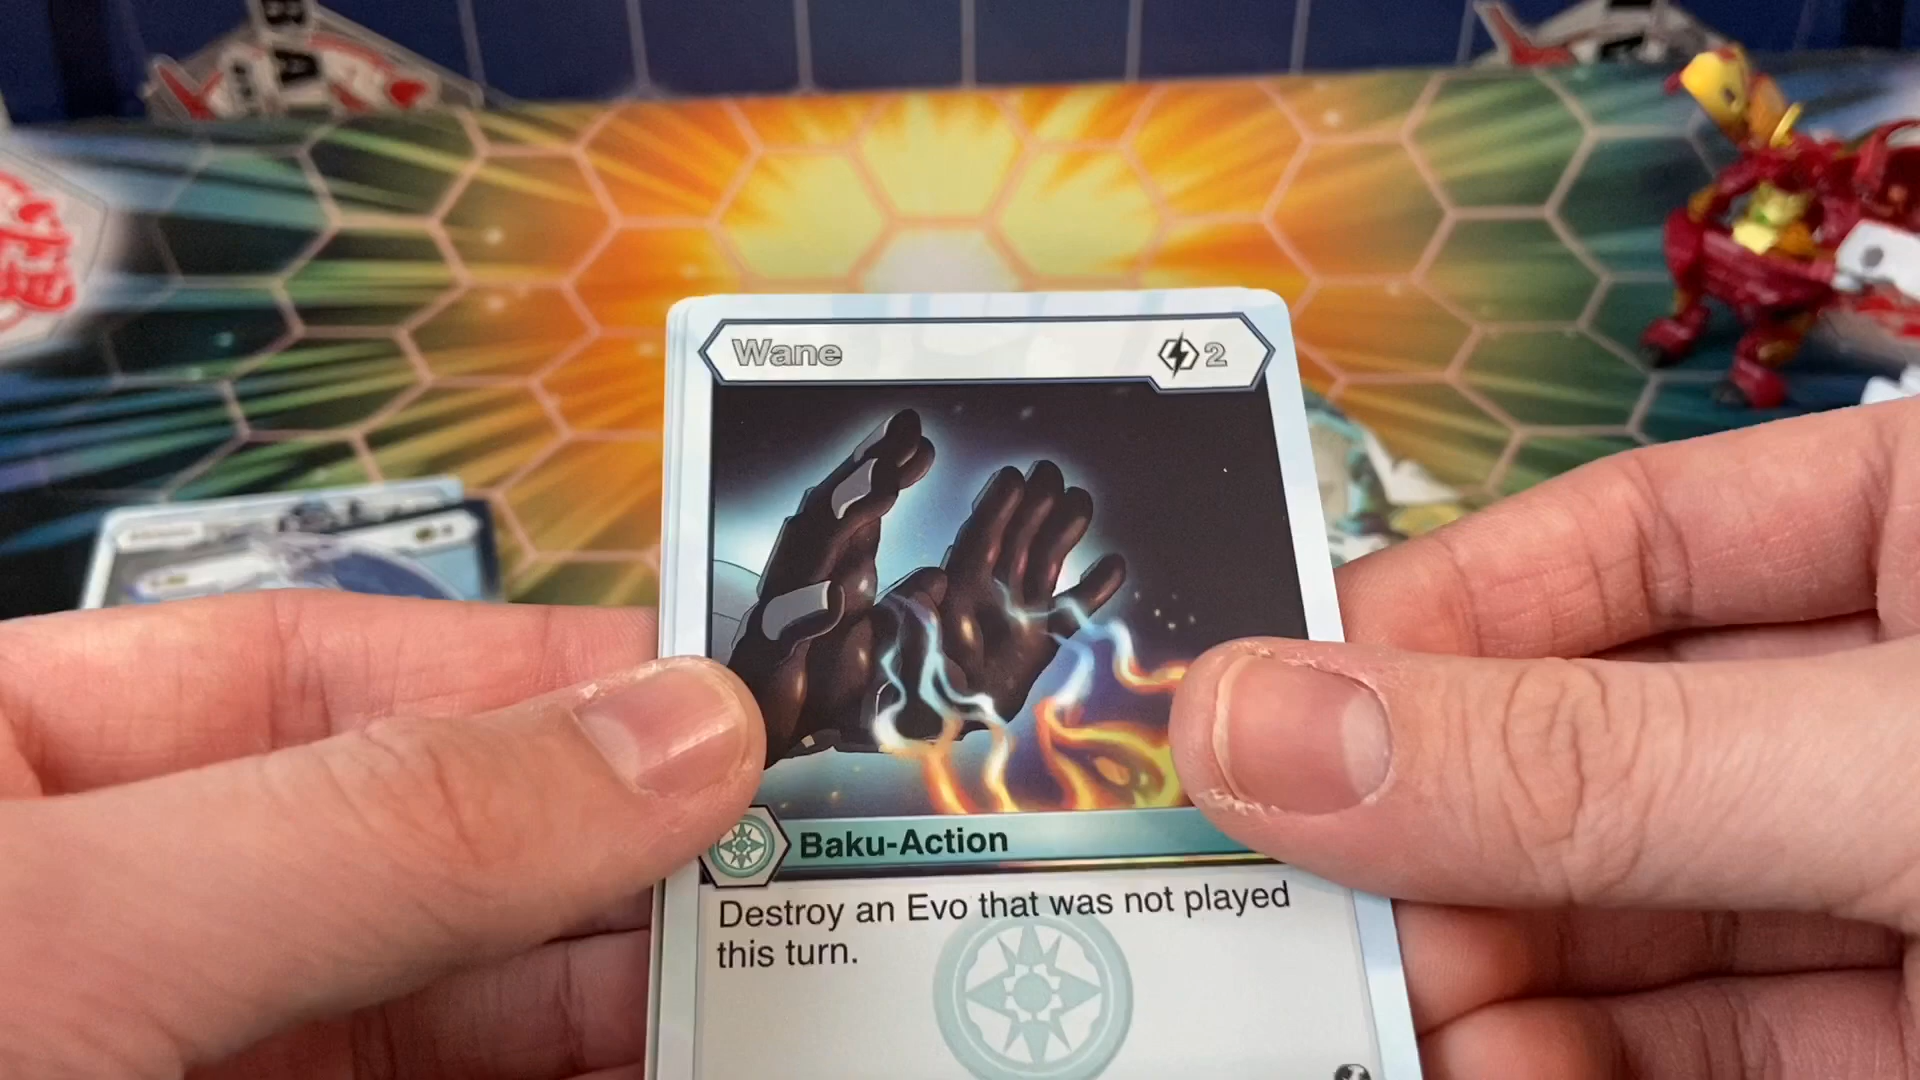 Wane 2
Baku-Action
Destroy an Evo that was not played
this turn.